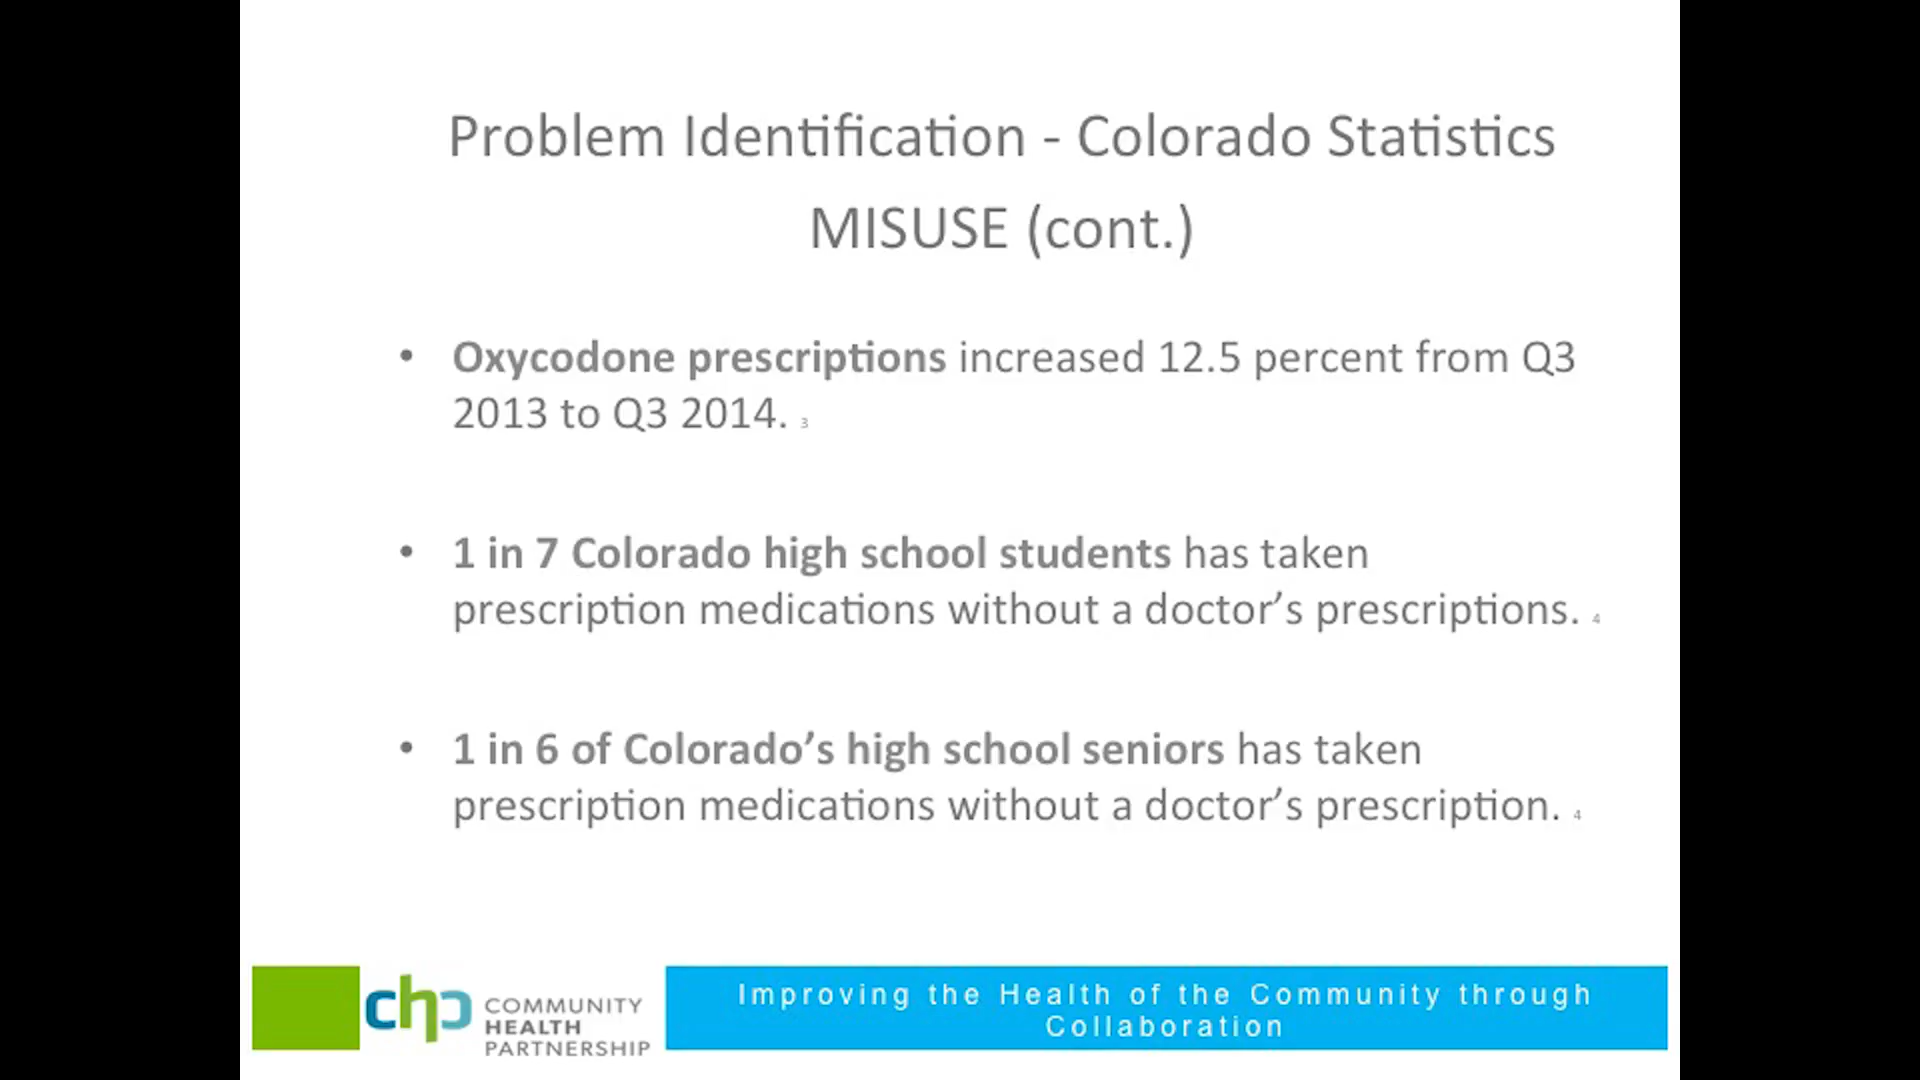 Problem Identification - Colorado Statistics
MISUSE (cont.)
• Oxycodone prescriptions increased 12.5 percent from Q3
2013 to Q3 2014. 3
• 1 in 7 Colorado high school students has taken
prescription medications without a doctor’s prescriptions. 4
• 1 in 6 of Colorado’s high school seniors has taken
prescription medications without a doctor’s prescription. 4
chp COMMUNITY
HEALTH
PARTNERSHIP
Improving the Health of the Community through
Collaboration